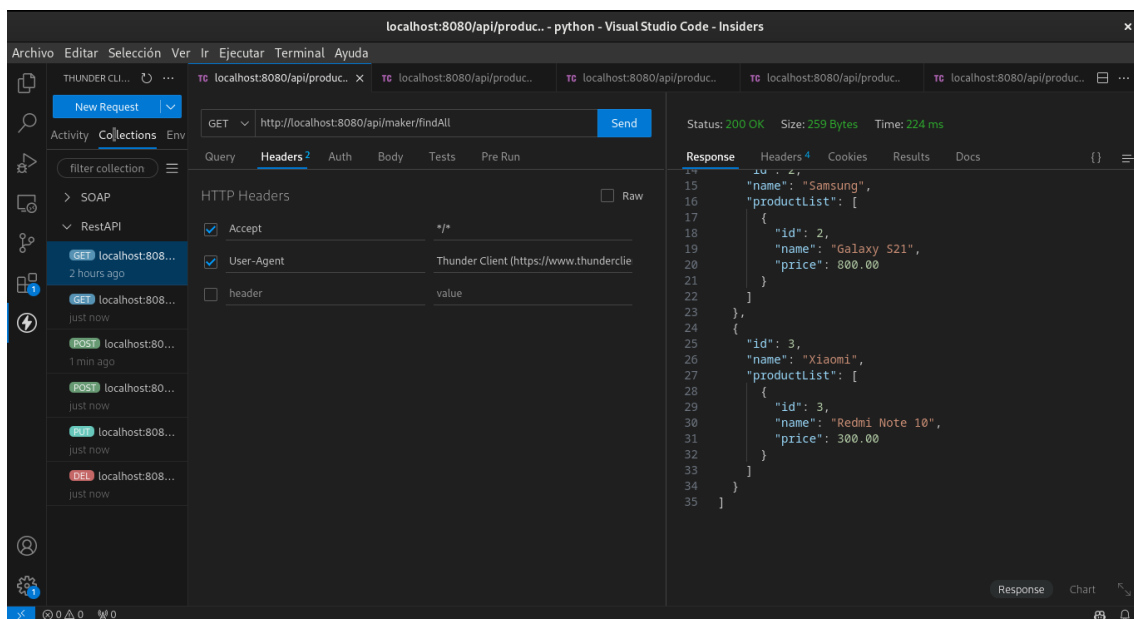 localhost:8080/api/produc.. - python - Visual Studio Code - Insiders
Archivo Editar Selección Ver Ir Ejecutar Terminal Ayuda
THUNDER CLI...
TC localhost:8080/api/produc..
TC localhost:8080/api/produc..
TC localhost:8080/api/produc..
TC localhost:8080/api/produc..
TC localhost:8080/api/produc..
New Request
Activity Collections Env
filter collection
SOAP
RestAPI
GET localhost:808...
2 hours ago
GET localhost:808...
just now
POST localhost:80...
1 min ago
POST localhost:80...
just now
PUT localhost:808...
just now
DEL localhost:808...
just now
GET http://localhost:8080/api/maker/findAll Send
Query Headers 2 Auth Body Tests Pre Run
HTTP Headers Raw
Accept */*
User-Agent Thunder Client (https://www.thunderclie
header value
Status: 200 OK Size: 259 Bytes Time: 224 ms
Response Headers 4 Cookies Results Docs {}
14 "id": 2,
15 "name": "Samsung",
16 "productList": [
17 {
18 "id": 2,
19 "name": "Galaxy S21",
20 "price": 800.00
21 }
22 ]
23 },
24 {
25 "id": 3,
26 "name": "Xiaomi",
27 "productList": [
28 {
29 "id": 3,
30 "name": "Redmi Note 10",
31 "price": 300.00
32 }
33 ]
34 }
35 ]
Response Chart
1
1
0 0 0